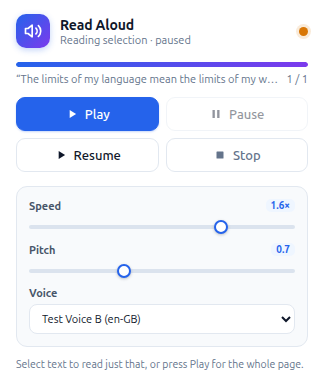 Read Aloud
Reading selection · paused
“The limits of my language mean the limits of my w… 1 / 1
Play
Pause
Resume
Stop
Speed
1.6×
Pitch
0.7
Voice
Test Voice B (en-GB)
Select text to read just that, or press Play for the whole page.